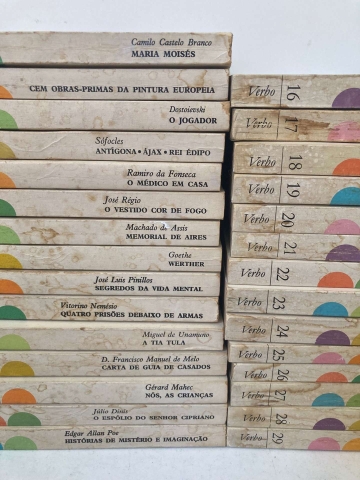 Camilo Castelo Branco
MARIA MOISÉS
CEM OBRAS-PRIMAS DA PINTURA EUROPEIA
Dostoievski
O JOGADOR
Sófocles
ANTÍGONA • ÁJAX • REI ÉDIPO
Ramiro da Fonseca
O MÉDICO EM CASA
José Régio
O VESTIDO COR DE FOGO
Machado de Assis
MEMORIAL DE AIRES
Goethe
WERTHER
José Luis Pinillos
SEGREDOS DA VIDA MENTAL
Vitorino Nemésio
QUATRO PRISÕES DEBAIXO DE ARMAS
Miguel de Unamuno
A TIA TULA
D. Francisco Manuel de Melo
CARTA DE GUIA DE CASADOS
Gérard Mahec
NÓS, AS CRIANÇAS
Júlio Dinis
O ESPÓLIO DO SENHOR CIPRIANO
Edgar Allan Poe
HISTÓRIAS DE MISTÉRIO E IMAGINAÇÃO
Verbo 16
Verbo 17
Verbo 18
Verbo 19
Verbo 20
Verbo 21
Verbo 22
Verbo 23
Verbo 24
Verbo 25
Verbo 26
Verbo 27
Verbo 28
Verbo 29